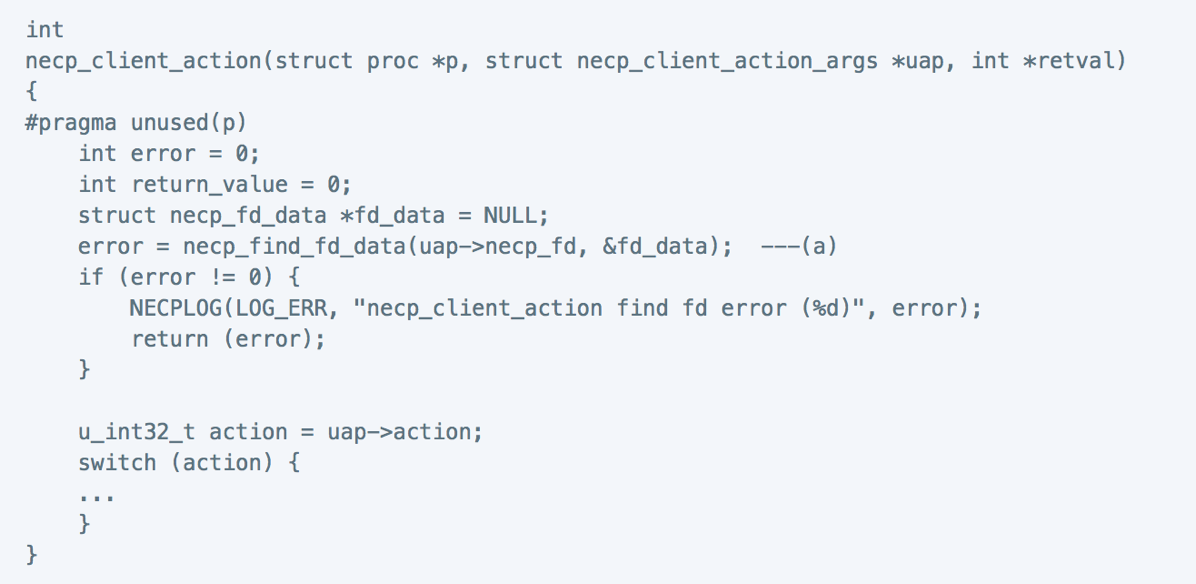 int
necp_client_action(struct proc *p, struct necp_client_action_args *uap, int *retval)
{
#pragma unused(p)
    int error = 0;
    int return_value = 0;
    struct necp_fd_data *fd_data = NULL;
    error = necp_find_fd_data(uap->necp_fd, &fd_data);  ---(a)
    if (error != 0) {
        NECPLOG(LOG_ERR, "necp_client_action find fd error (%d)", error);
        return (error);
    }

    u_int32_t action = uap->action;
    switch (action) {
    ...
    }
}